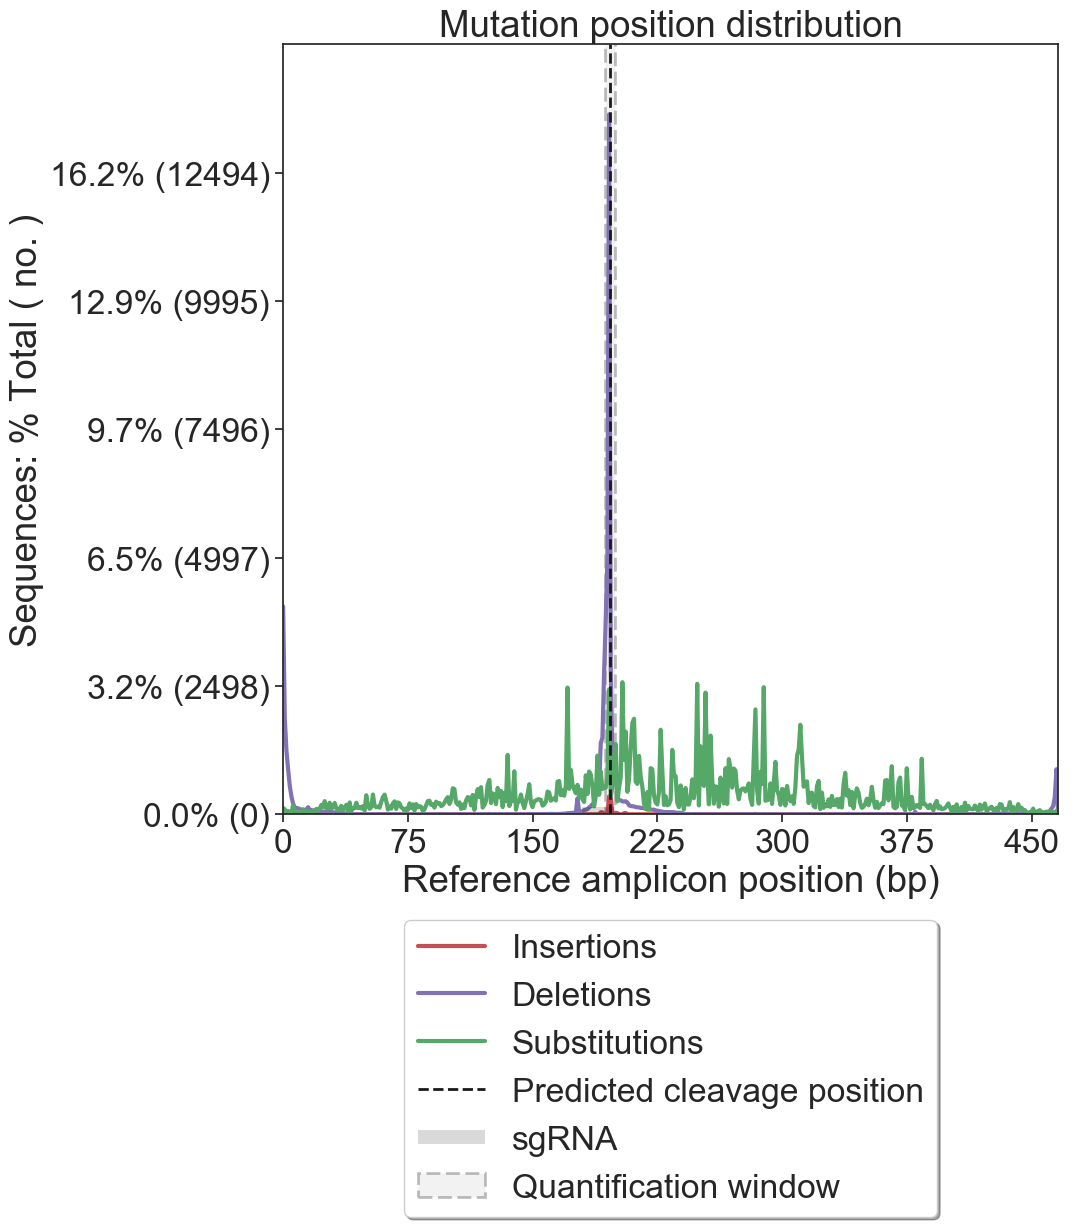 Mutation position distribution
16.2% (12494)
12.9% (9995)
9.7% (7496)
6.5% (4997)
3.2% (2498)
0.0% (0)
Sequences: % Total ( no. )
0 75 150 225 300 375 450
Reference amplicon position (bp)
Insertions
Deletions
Substitutions
Predicted cleavage position
sgRNA
Quantification window